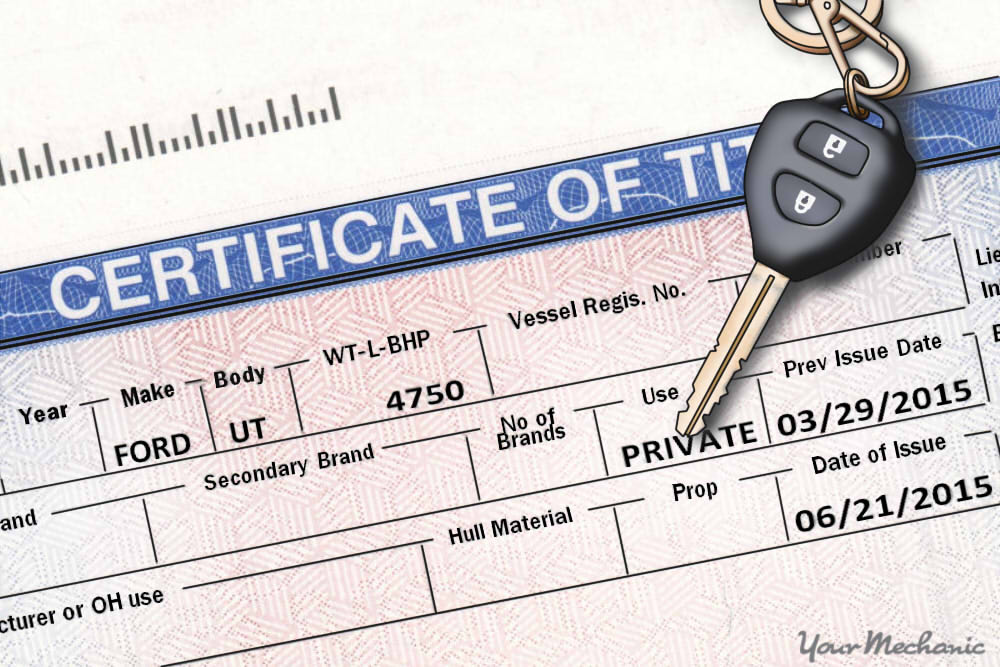 CERTIFICATE OF TIT
Year Make Body WT-L-BHP Vessel Regis. No. mber Lie
In
FORD UT 4750
and Secondary Brand No of Brands Use Prev Issue Date
PRIVATE 03/29/2015
cturer or OH use Hull Material Prop Date of Issue
06/21/2015
YourMechanic